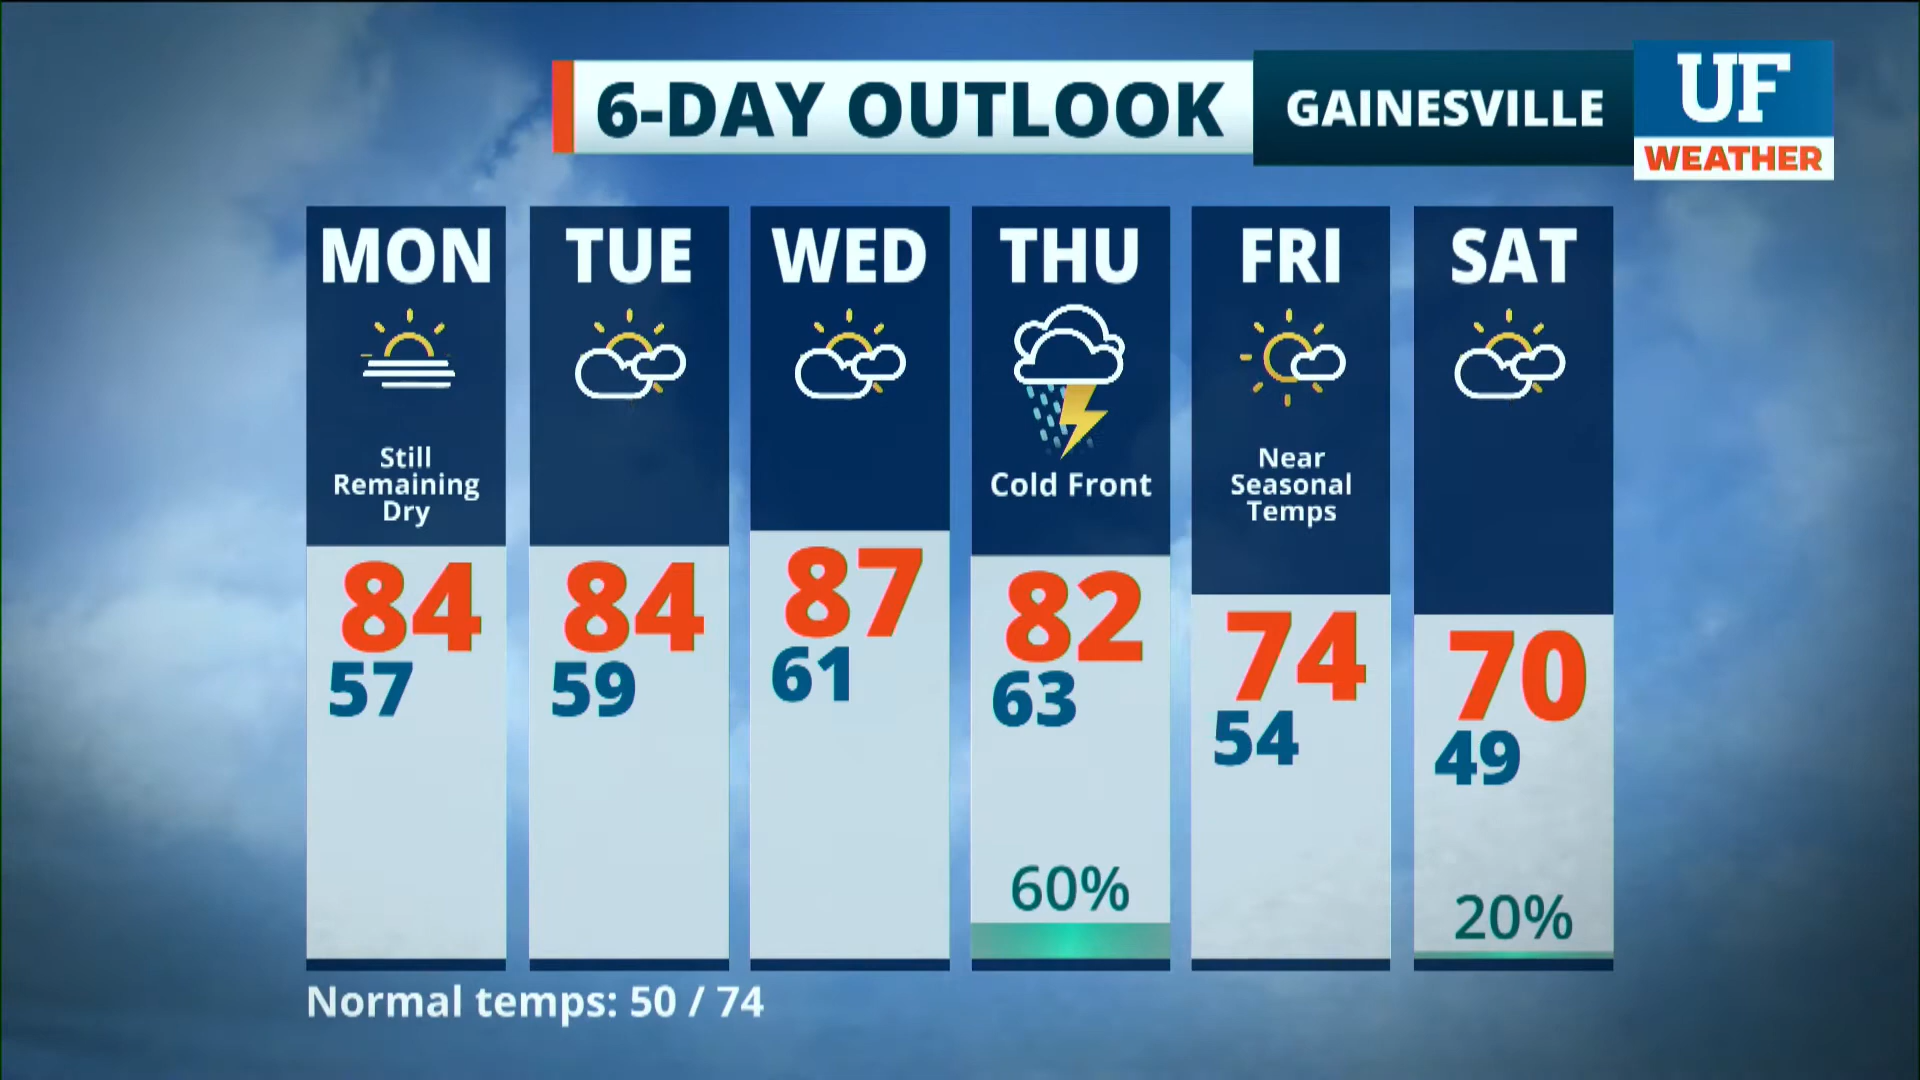 6-DAY OUTLOOK
GAINESVILLE
UF
WEATHER
MON
TUE
WED
THU
FRI
SAT
Still
Remaining
Dry
Cold Front
Near
Seasonal
Temps
84
57
84
59
87
61
82
63
74
54
70
49
60%
20%
Normal temps: 50 / 74